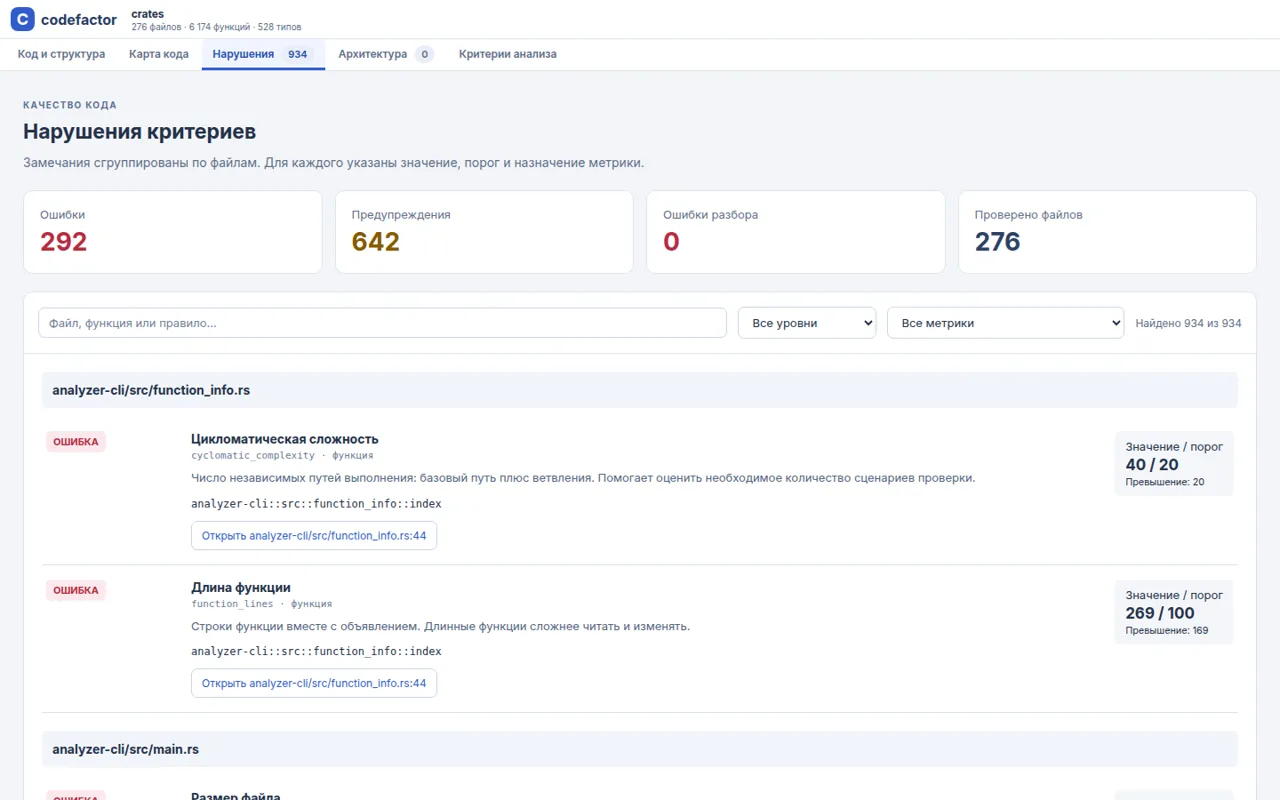 C codefactor
crates
276 файлов · 6 174 функций · 528 типов
Код и структура Карта кода Нарушения 934 Архитектура 0 Критерии анализа
КАЧЕСТВО КОДА
Нарушения критериев
Замечания сгруппированы по файлам. Для каждого указаны значение, порог и назначение метрики.
Ошибки Предупреждения Ошибки разбора Проверено файлов
292 642 0 276
Файл, функция или правило... Все уровни Все метрики Найдено 934 из 934
analyzer-cli/src/function_info.rs
ОШИБКА
Цикломатическая сложность
cyclomatic_complexity · функция
Число независимых путей выполнения: базовый путь плюс ветвления. Помогает оценить необходимое количество сценариев проверки.
analyzer-cli::src::function_info::index
Открыть analyzer-cli/src/function_info.rs:44
Значение / порог
40 / 20
Превышение: 20
ОШИБКА
Длина функции
function_lines · функция
Строки функции вместе с объявлением. Длинные функции сложнее читать и изменять.
analyzer-cli::src::function_info::index
Открыть analyzer-cli/src/function_info.rs:44
Значение / порог
269 / 100
Превышение: 169
analyzer-cli/src/main.rs
ОШИБКА
Размер файла